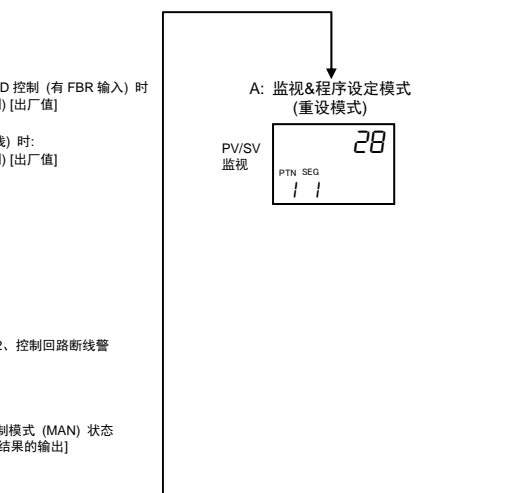 D 控制 (有 FBR 输入) 时
) [出厂值]
) 时:
) [出厂值]
A: 监视&程序设定模式
(重设模式)
PV/SV
监视
28
PTN SEG
1 1
、控制回路断线警
制模式 (MAN) 状态
结果的输出]